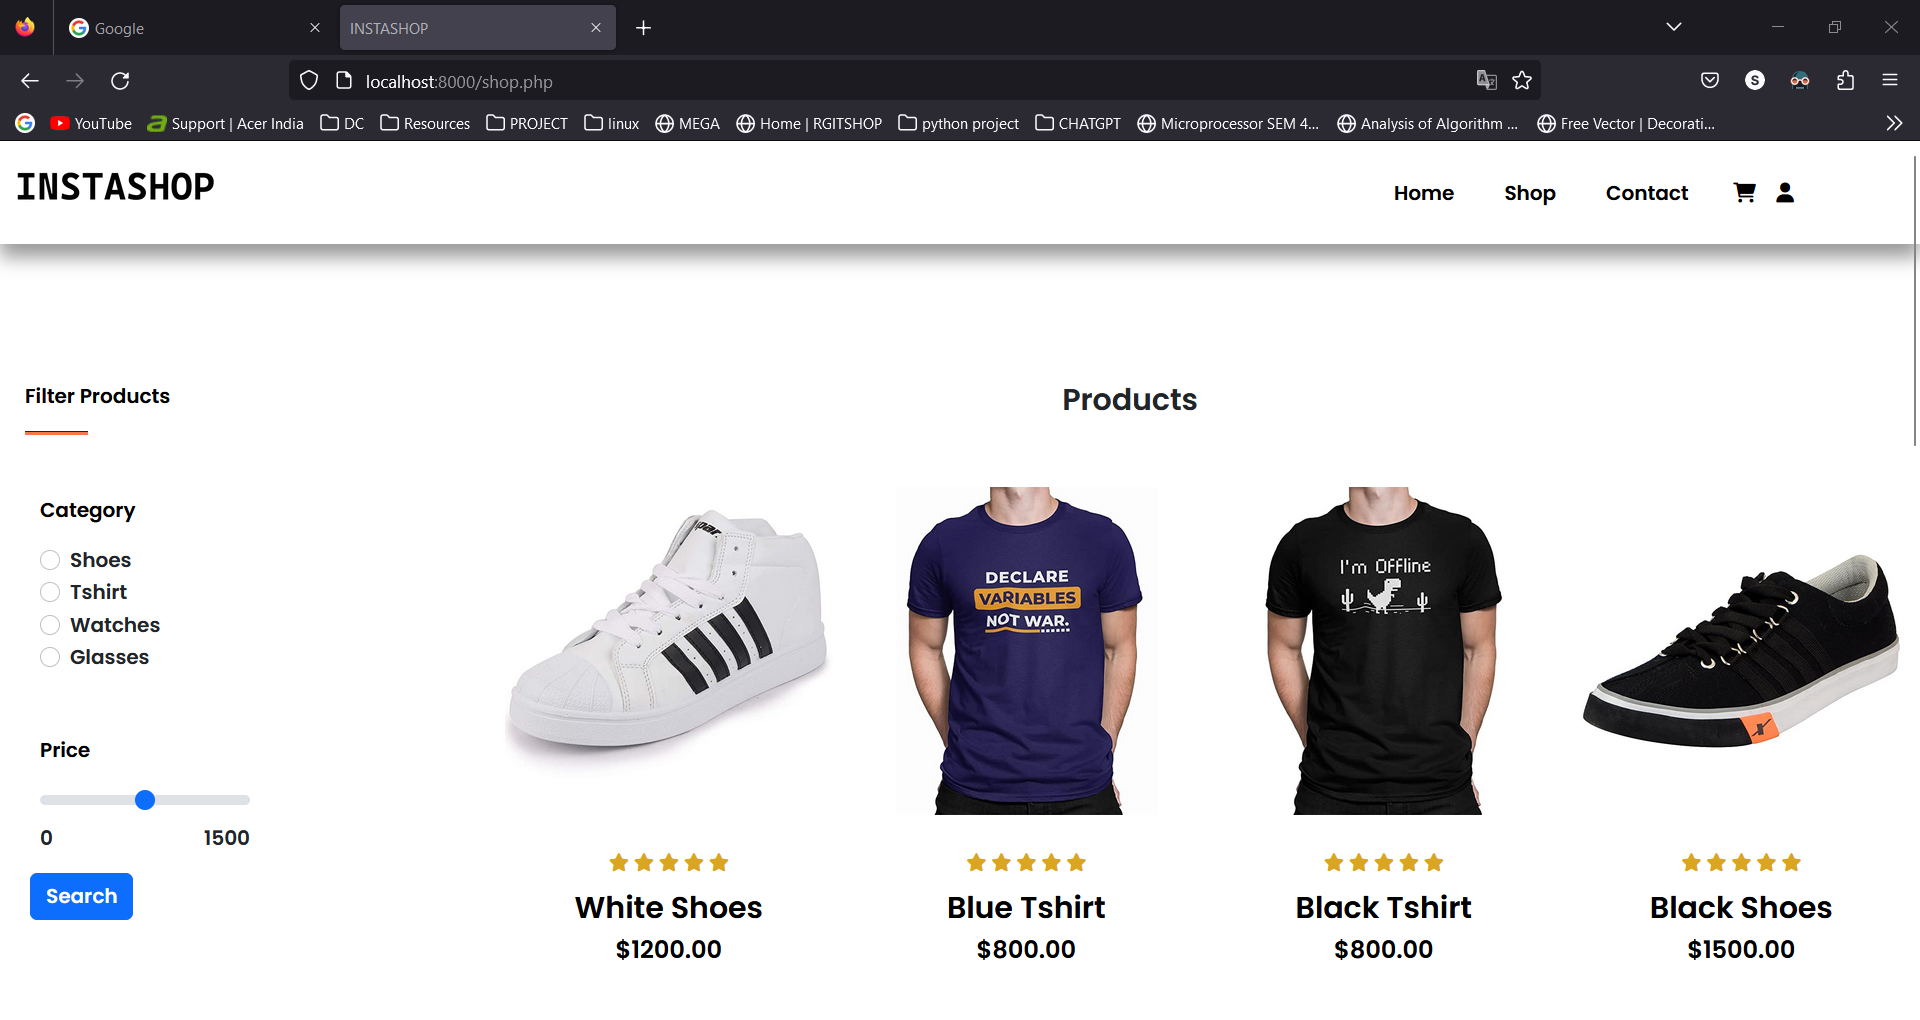 Google
INSTASHOP
localhost:8000/shop.php
YouTube
Support | Acer India
DC
Resources
PROJECT
linux
MEGA
Home | RGITSHOP
python project
CHATGPT
Microprocessor SEM 4...
Analysis of Algorithm ...
Free Vector | Decorati...
S
INSTASHOP
Home
Shop
Contact
Filter Products
Products
Category
Shoes
Tshirt
Watches
Glasses
Price
0
1500
Search
DECLARE
VARIABLES
NOT WAR.
I'm Offline
White Shoes
$1200.00
Blue Tshirt
$800.00
Black Tshirt
$800.00
Black Shoes
$1500.00